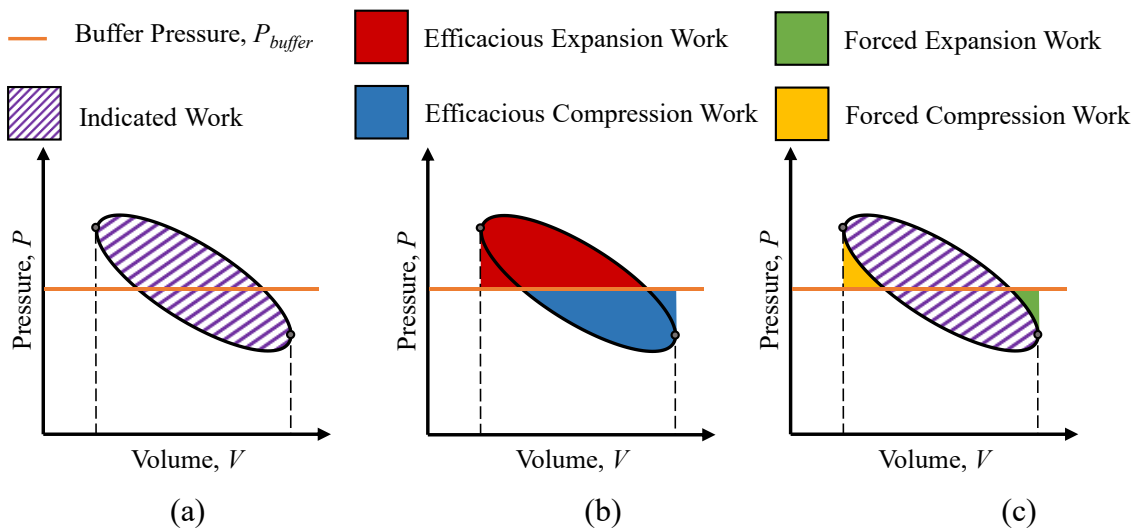 Buffer Pressure, P_buffer
Efficacious Expansion Work
Forced Expansion Work
Indicated Work
Efficacious Compression Work
Forced Compression Work
Pressure, P
Pressure, P
Pressure, P
Volume, V
Volume, V
Volume, V
(a)
(b)
(c)